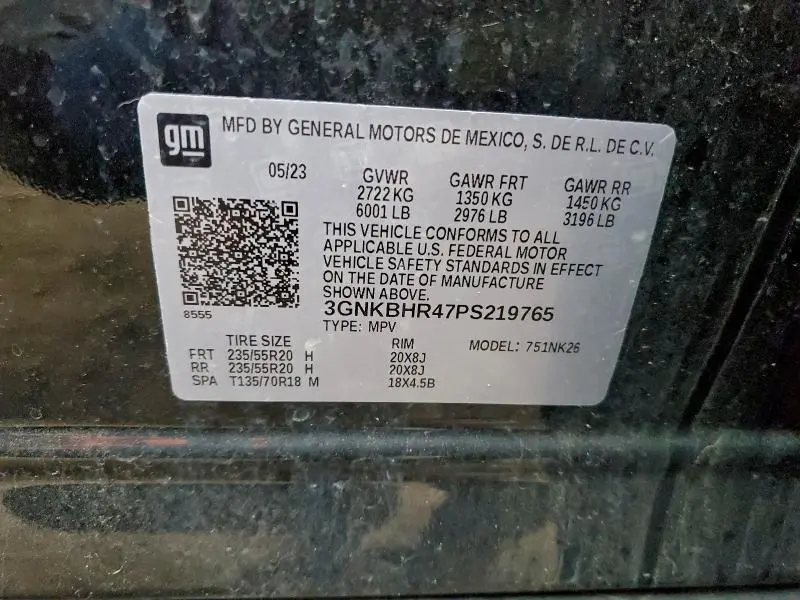 gm MFD BY GENERAL MOTORS DE MEXICO, S. DE R.L. DE C.V.
05/23 GVWR GAWR FRT GAWR RR
2722 KG 1350 KG 1450 KG
6001 LB 2976 LB 3196 LB
THIS VEHICLE CONFORMS TO ALL
APPLICABLE U.S. FEDERAL MOTOR
VEHICLE SAFETY STANDARDS IN EFFECT
ON THE DATE OF MANUFACTURE
SHOWN ABOVE.
3GNKBHR47PS219765
8555
TYPE: MPV
TIRE SIZE RIM MODEL: 751NK26
FRT 235/55R20 H 20X8J
RR 235/55R20 H 20X8J
SPA T135/70R18 M 18X4.5B